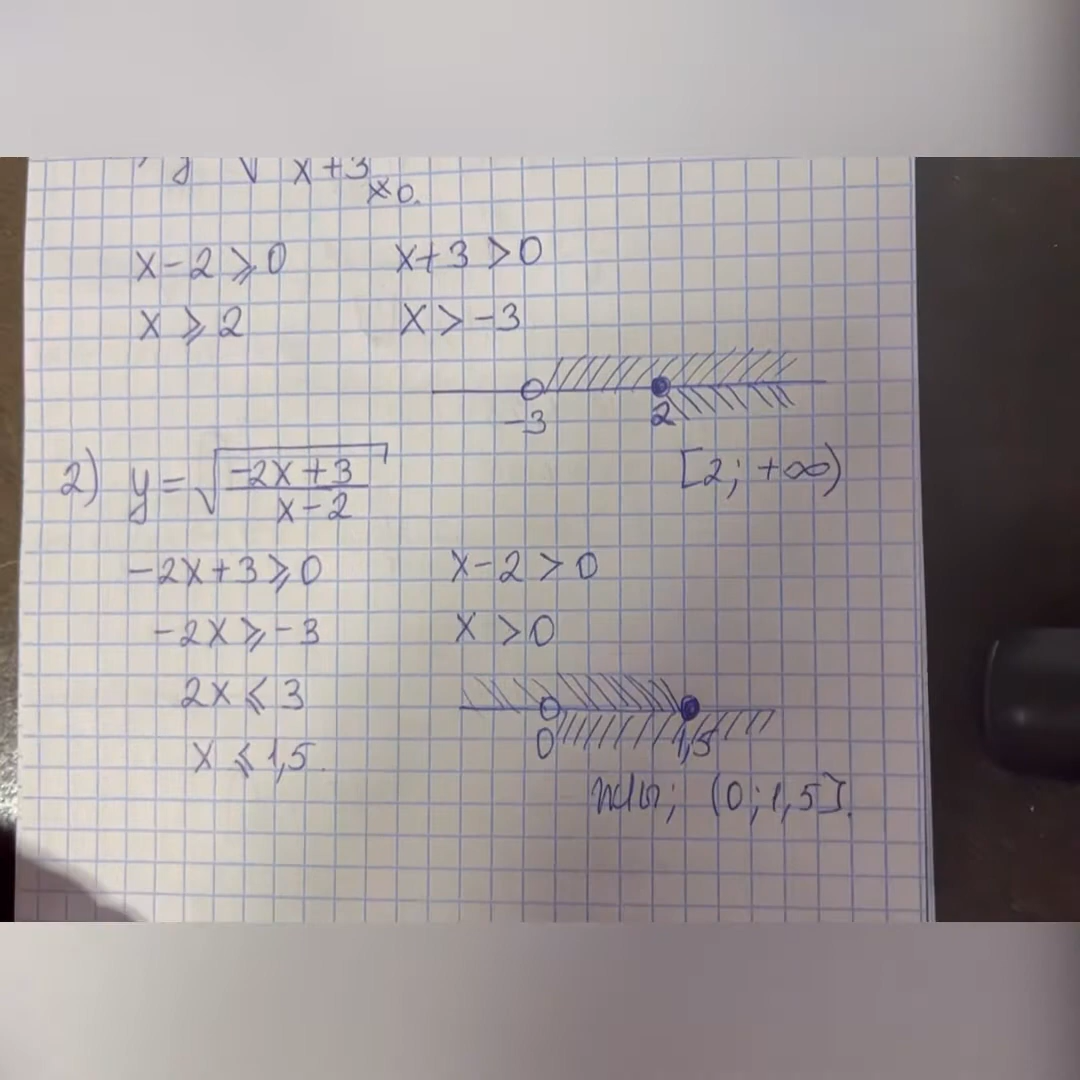 y √ x+3
x-2 ≥ 0 x+3 > 0
x ≥ 2 x > -3
-3 2
[2; +∞)
2) y = √((-2x+3)/(x-2))
-2x+3 ≥ 0 x-2 > 0
-2x ≥ -3 x > 0
2x ≤ 3
0 1,5
x ≤ 1,5.
(0; 1,5].